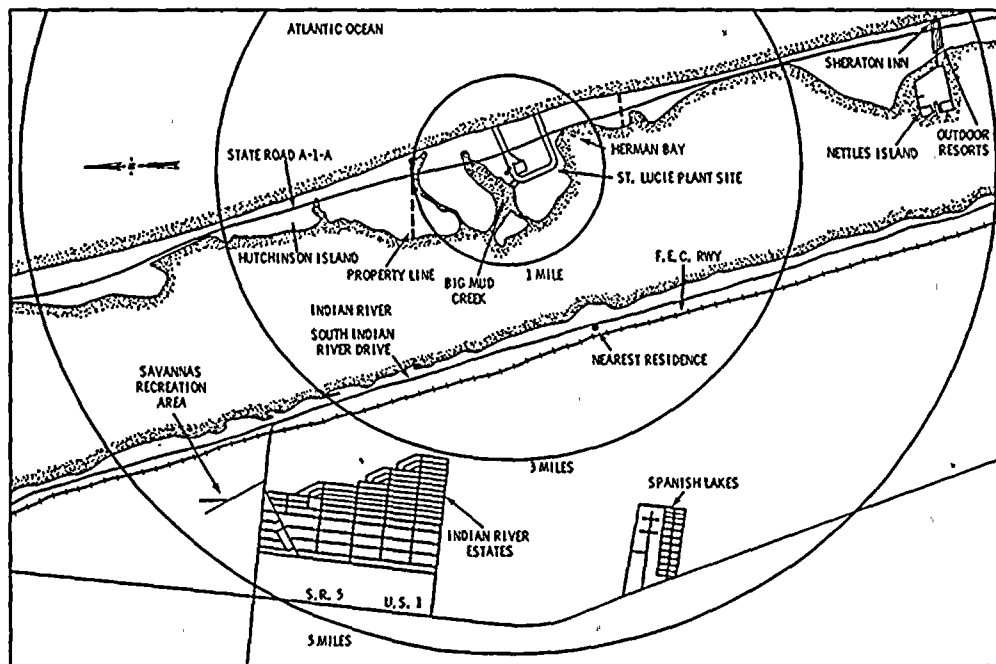 ATLANTIC OCEAN
SHERATON INN
OUTDOOR
RESORTS
NETTLES ISLAND
HERMAN BAY
ST. LUCIE PLANT SITE
STATE ROAD A-1-A
HUTCHINSON ISLAND
PROPERTY LINE
BIG MUD
CREEK
1 MILE
F.E.C. RWY
INDIAN RIVER
SOUTH INDIAN
RIVER DRIVE
NEAREST RESIDENCE
SAVANNAS
RECREATION
AREA
3 MILES
SPANISH LAKES
INDIAN RIVER
ESTATES
S.R. 5
U.S. 1
5 MILES